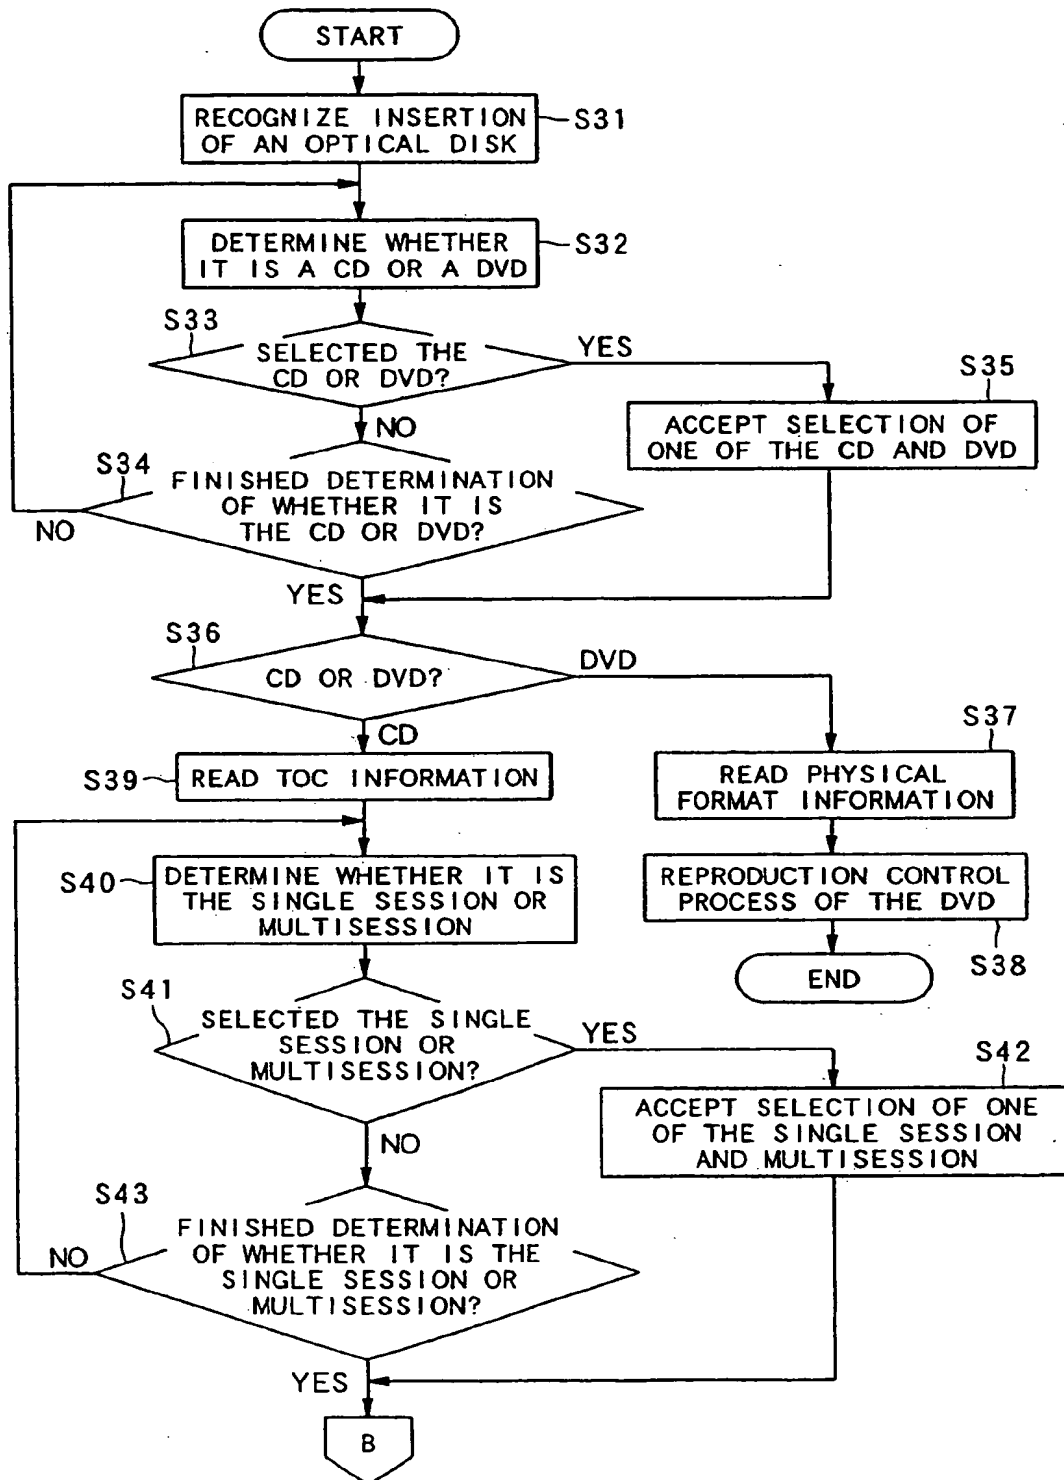 START
RECOGNIZE INSERTION
OF AN OPTICAL DISK
S31
DETERMINE WHETHER
IT IS A CD OR A DVD
S32
S33
SELECTED THE
CD OR DVD?
YES
S35
ACCEPT SELECTION OF
ONE OF THE CD AND DVD
NO
S34
FINISHED DETERMINATION
OF WHETHER IT IS
THE CD OR DVD?
NO
YES
S36
CD OR DVD?
DVD
CD
S37
READ PHYSICAL
FORMAT INFORMATION
S39
READ TOC INFORMATION
S40
DETERMINE WHETHER IT IS
THE SINGLE SESSION OR
MULTISESSION
REPRODUCTION CONTROL
PROCESS OF THE DVD
S38
END
S41
SELECTED THE SINGLE
SESSION OR
MULTISESSION?
YES
S42
ACCEPT SELECTION OF ONE
OF THE SINGLE SESSION
AND MULTISESSION
NO
S43
FINISHED DETERMINATION
OF WHETHER IT IS THE
SINGLE SESSION OR
MULTISESSION?
NO
YES
B